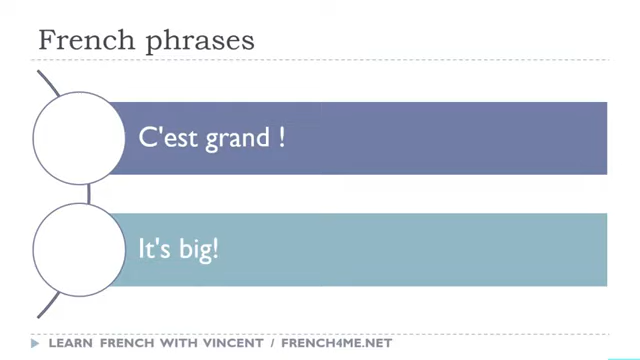 French phrases
C'est grand !
It's big!
LEARN FRENCH WITH VINCENT / FRENCH4ME.NET